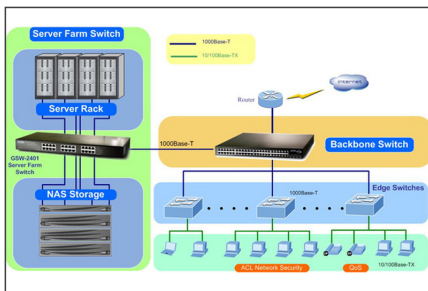 Server Farm Switch
Server Rack
GSW-2401
Server Farm
Switch
NAS Storage
1000Base-T
10/100Base-TX
Internet
Router
1000Base-T
Backbone Switch
1000Base-T
Edge Switches
ACL Network Security
QoS
10/100Base-TX